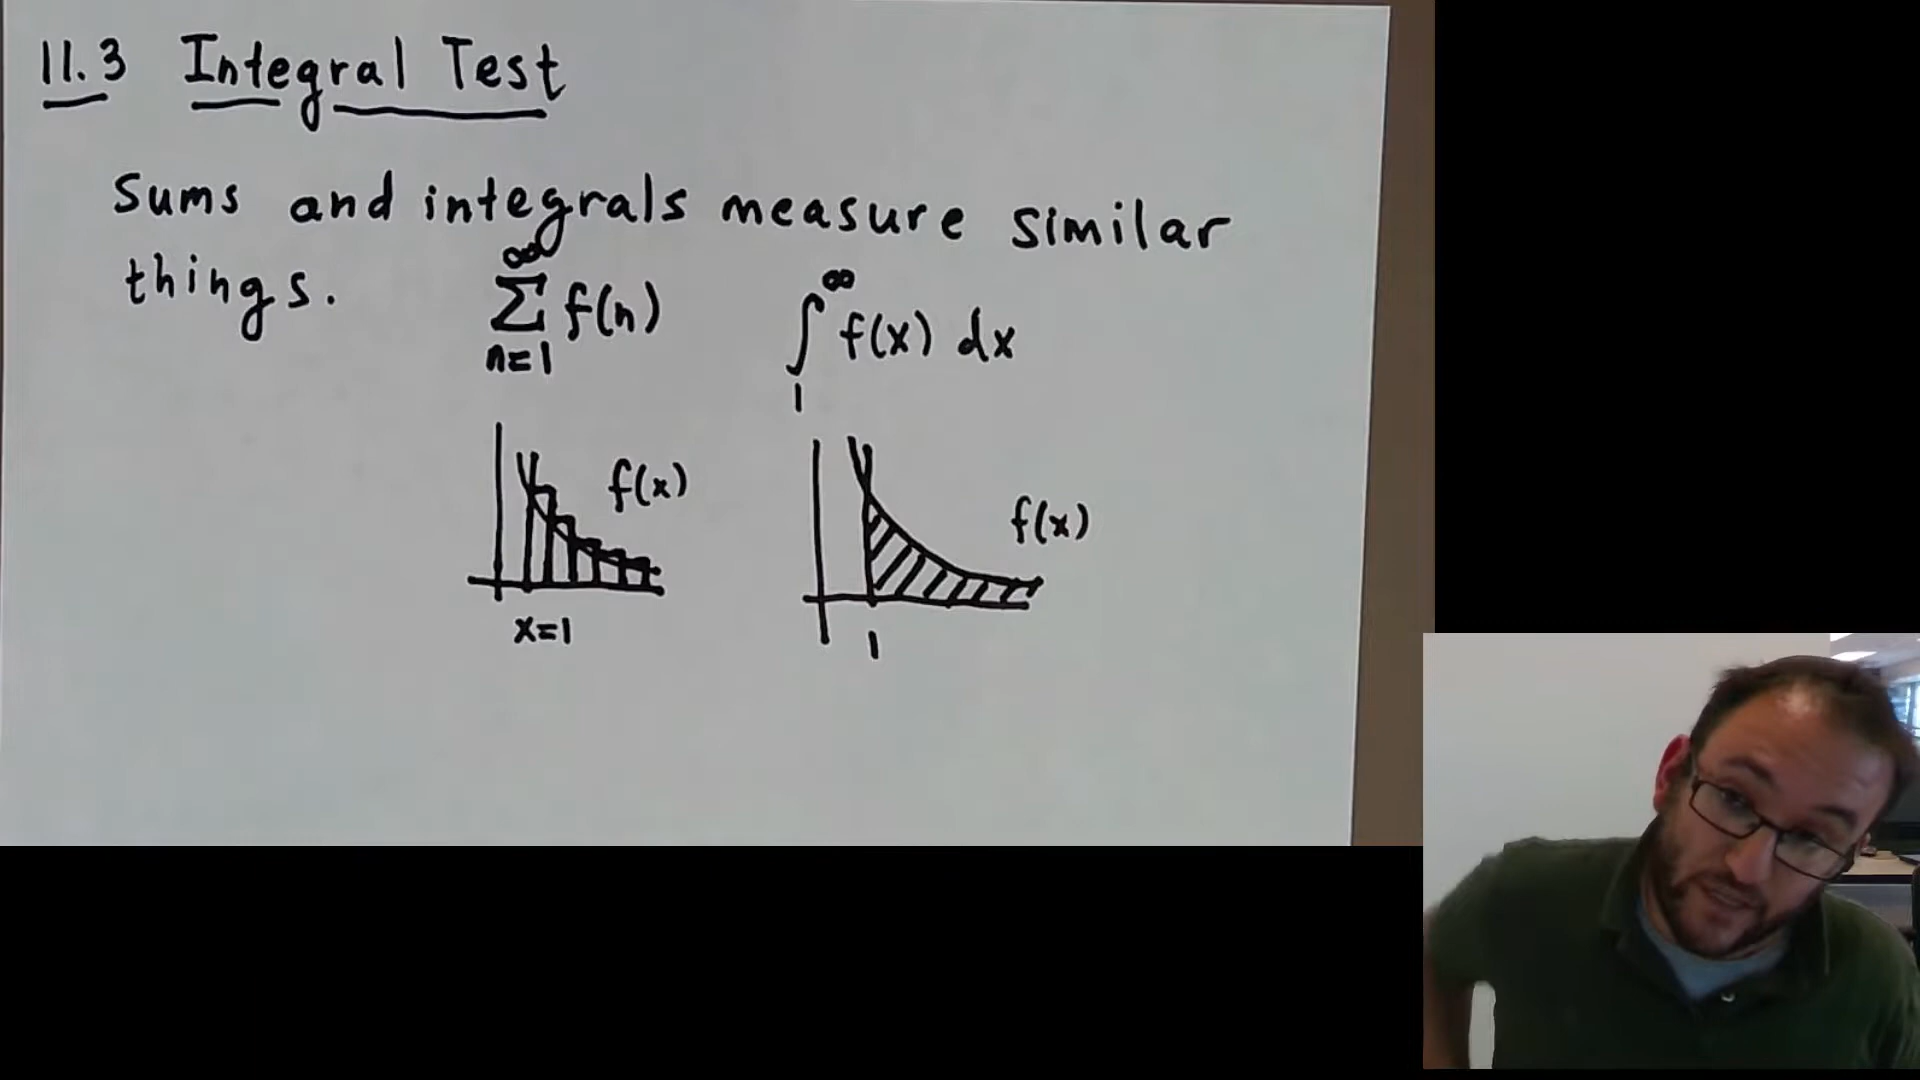 11.3 Integral Test
Sums and integrals measure similar
things.
∞
∑ f(n)
n=1
∞
∫ f(x) dx
1
f(x)
x=1
f(x)
1